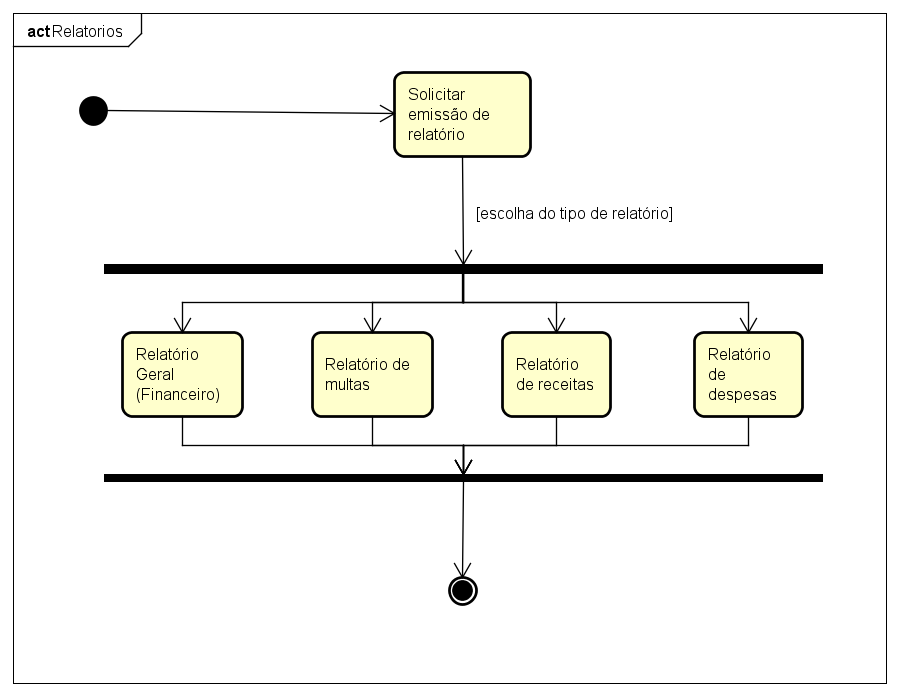 act Relatorios
Solicitar
emissão de
relatório
[escolha do tipo de relatório]
Relatório
Geral
(Financeiro)
Relatório de
multas
Relatório
de receitas
Relatório
de
despesas